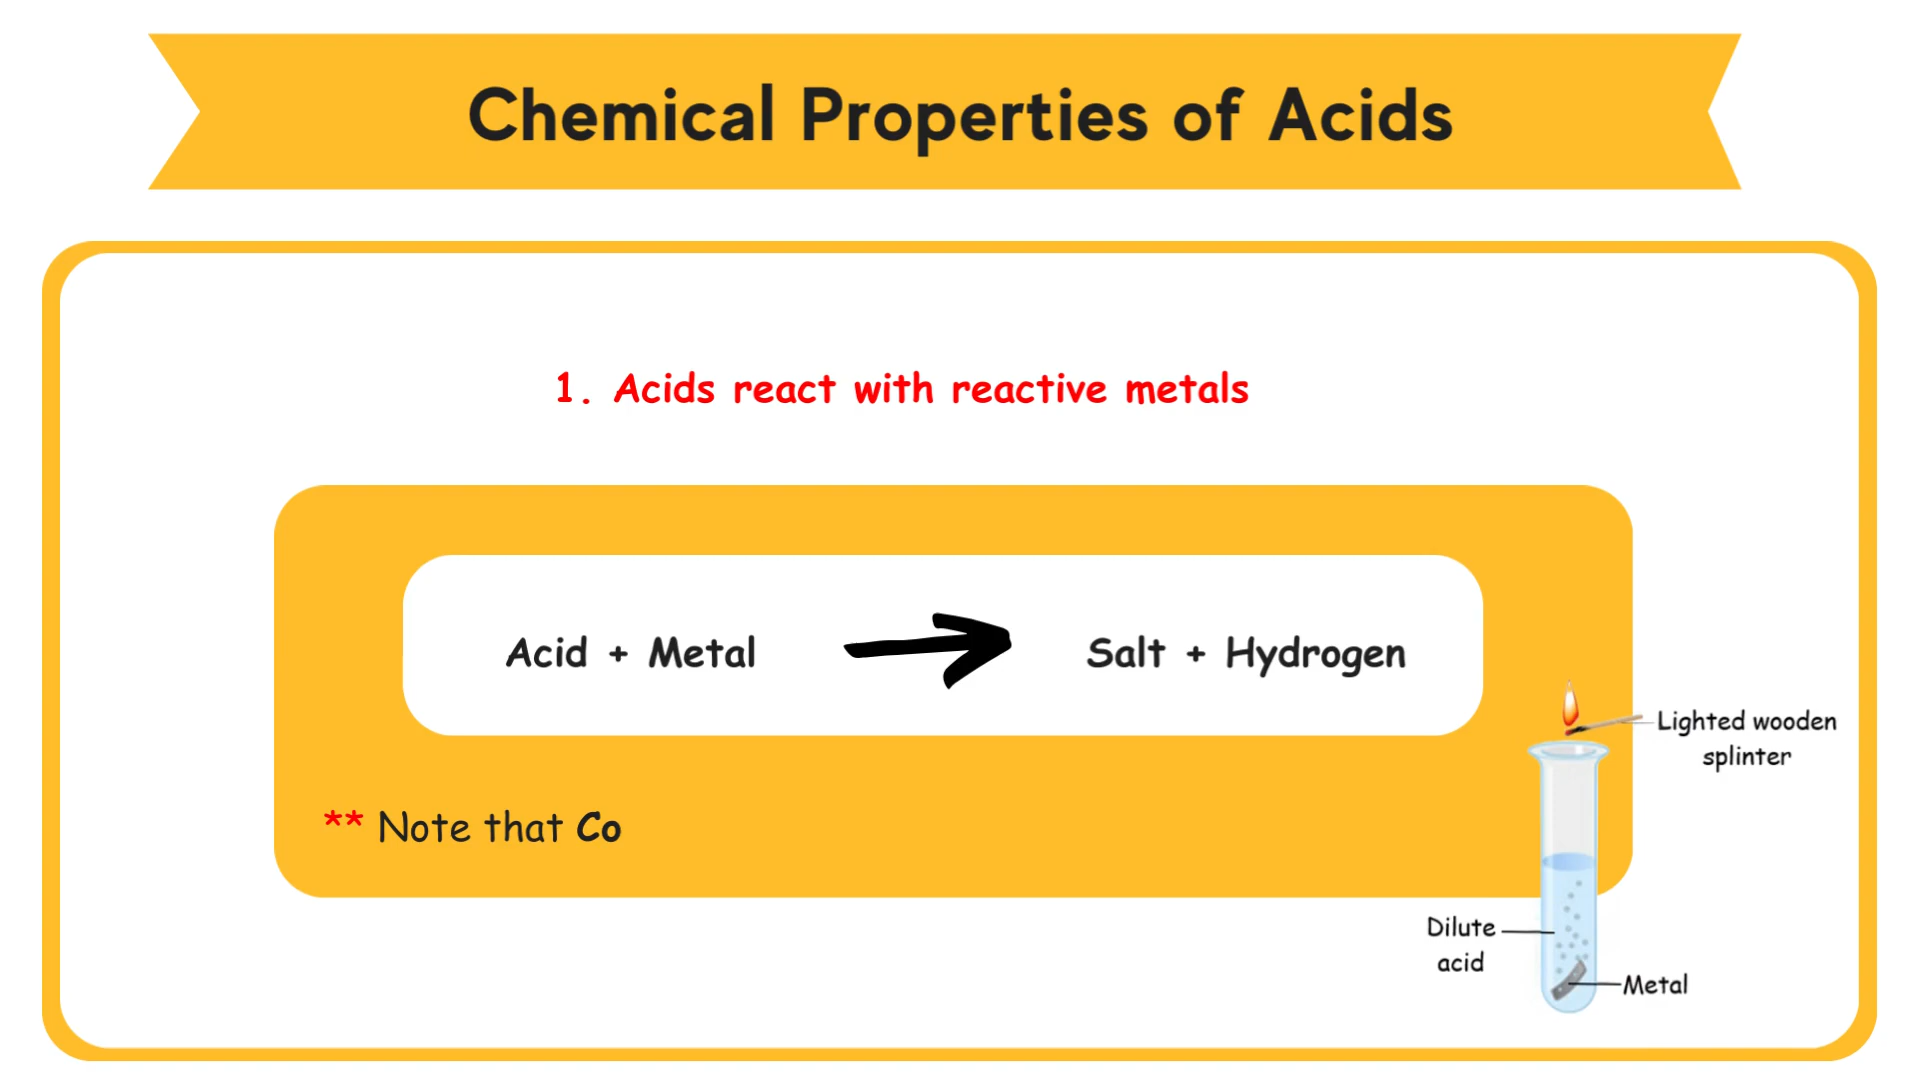 Chemical Properties of Acids
1. Acids react with reactive metals
Acid + Metal
Salt + Hydrogen
Lighted wooden
splinter
** Note that Co
Dilute
acid
Metal